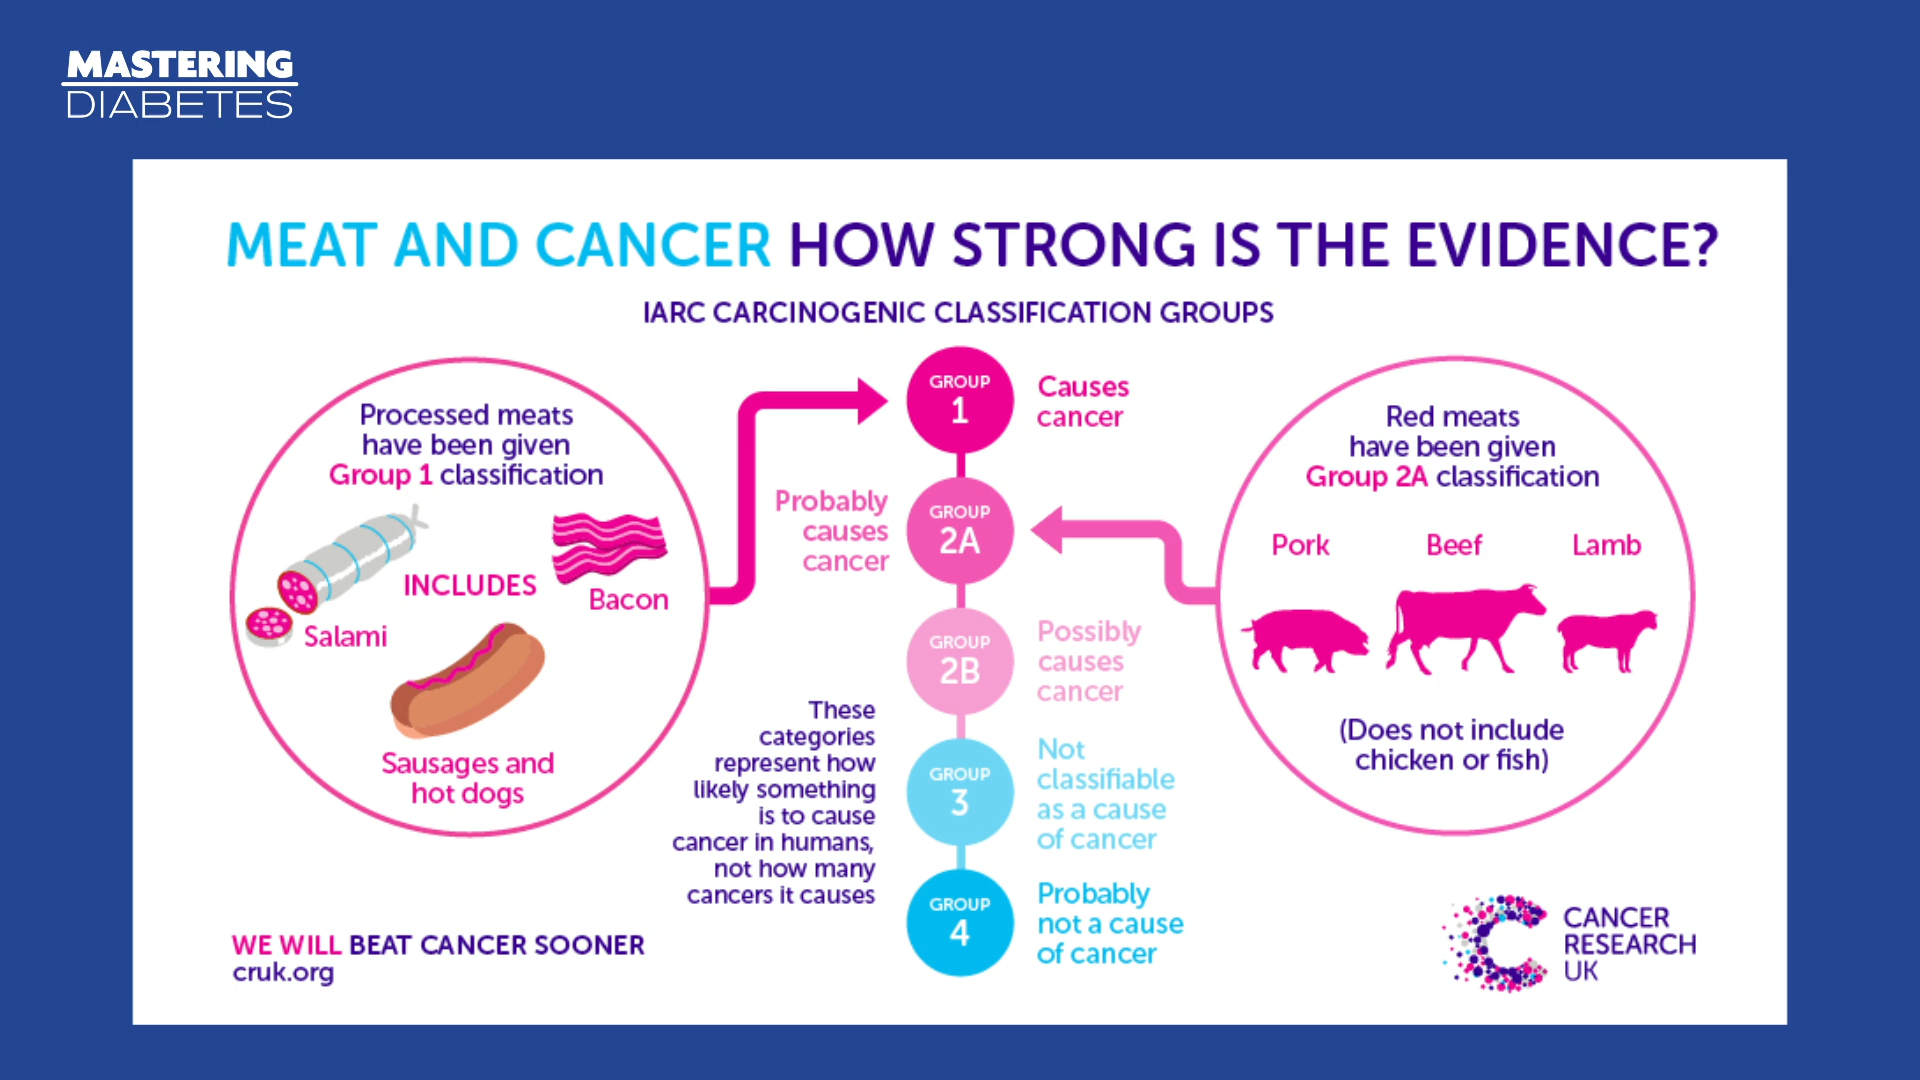 MASTERING
DIABETES
MEAT AND CANCER HOW STRONG IS THE EVIDENCE?
IARC CARCINOGENIC CLASSIFICATION GROUPS
Processed meats
have been given
Group 1 classification
INCLUDES
Salami
Bacon
Sausages and
hot dogs
GROUP
1
Causes
cancer
Probably
causes
cancer
GROUP
2A
GROUP
2B
Possibly
causes
cancer
These
categories
represent how
likely something
is to cause
cancer in humans,
not how many
cancers it causes
GROUP
3
Not
classifiable
as a cause
of cancer
GROUP
4
Probably
not a cause
of cancer
Red meats
have been given
Group 2A classification
Pork
Beef
Lamb
(Does not include
chicken or fish)
WE WILL BEAT CANCER SOONER
cruk.org
CANCER
RESEARCH
UK